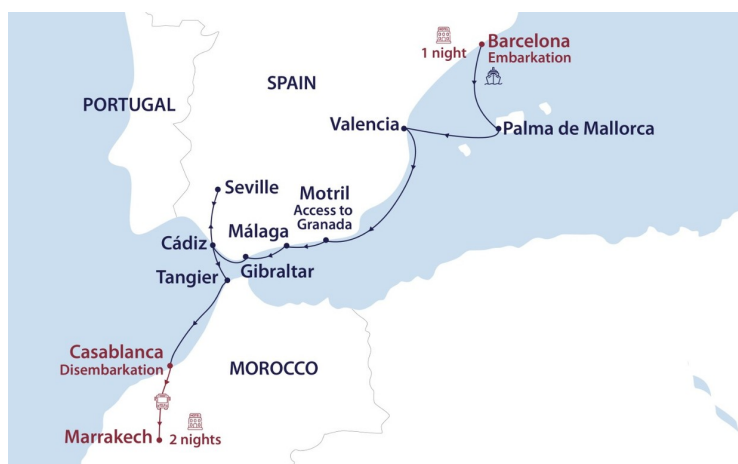 1 night
Barcelona
Embarkation
SPAIN
PORTUGAL
Valencia
Palma de Mallorca
Seville
Motril
Access to
Granada
Málaga
Cádiz
Gibraltar
Tangier
Casablanca
Disembarkation
MOROCCO
Marrakech
2 nights